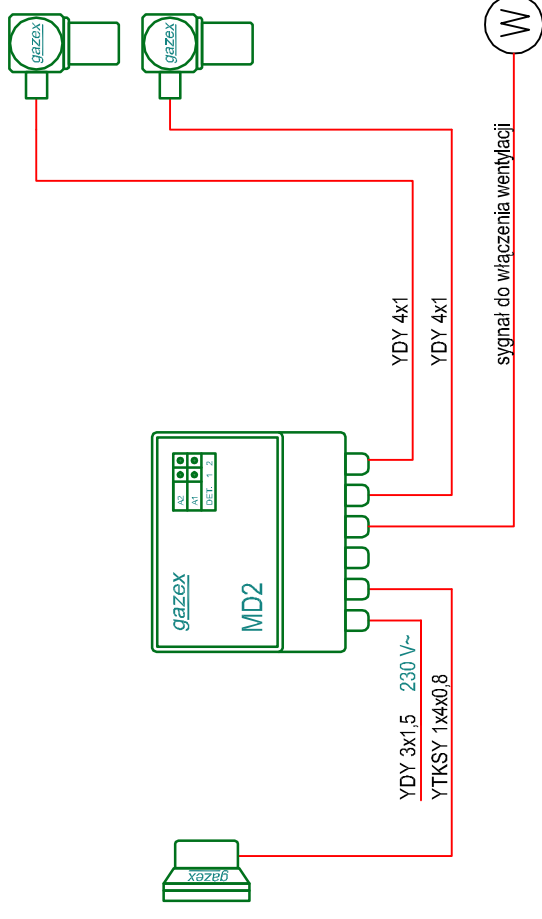 gazex
gazex
W
sygnał do włączenia wentylacji
YDY 4x1
YDY 4x1
gazex
MD2
A2
A1
DET. 1 2
YDY 3x1,5 230 V~
YTKSY 1x4x0,8
gazex